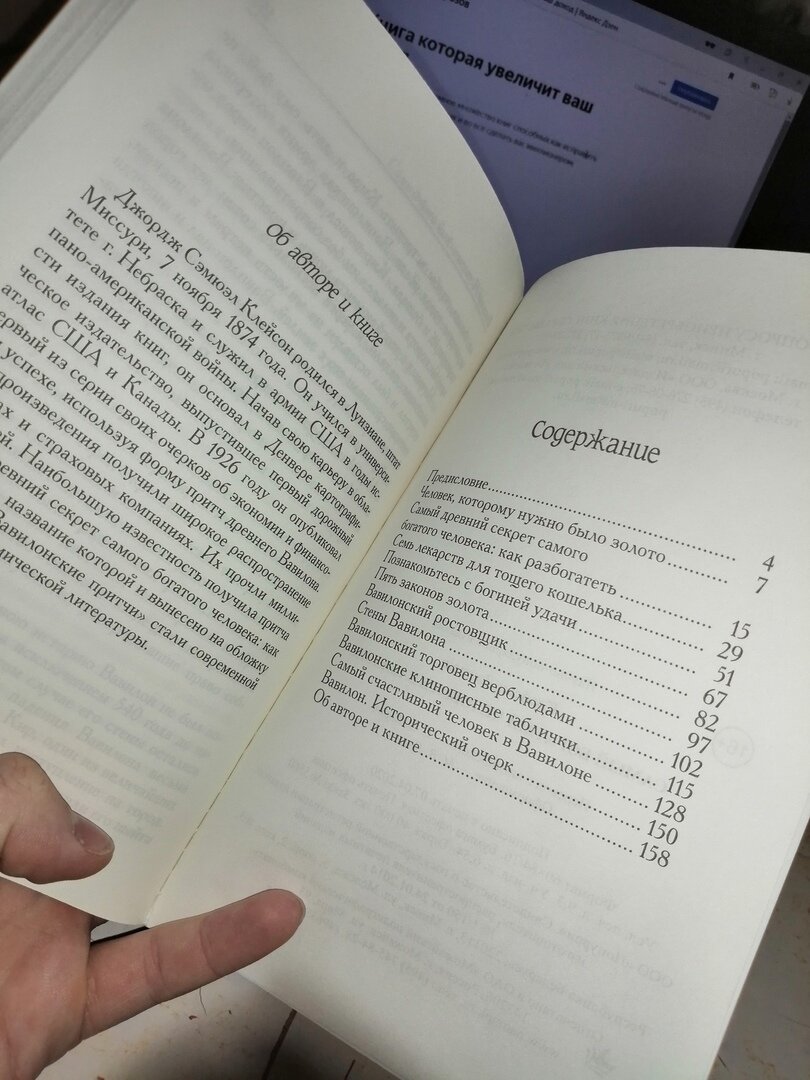 книга которая увеличит ваш
Об авторе и книге
Джордж Сэмюэл Клейсон родился в Луизиане, штат
Миссури, 7 ноября 1874 года. Он учился в универси-
тете г. Небраска и служил в армии США в годы ис-
пано-американской войны. Начав свою карьеру в обла-
сти издания книг, он основал в Денвере картографи-
ческое издательство, выпустившее первый дорожный
атлас США и Канады. В 1926 году он опубликовал
первый из серии своих очерков об экономии и финансо-
успехе, используя форму притч древнего Вавилона.
произведения получили широкое распространение
и страховых компаниях. Их прочли милли-
Наибольшую известность получила притча
древний секрет самого богатого человека: как
название которой и вынесено на обложку
Вавилонские притчи» стали современной
литературы.
Содержание
Предисловие 4
Человек, которому нужно было золото 7
Самый древний секрет самого
богатого человека: как разбогатеть 15
Семь лекарств для тощего кошелька 29
Познакомьтесь с богиней удачи 51
Пять законов золота 67
Вавилонский ростовщик 82
Стены Вавилона 97
Вавилонский торговец верблюдами 102
Вавилонские клинописные таблички 115
Самый счастливый человек в Вавилоне 128
Вавилон. Исторический очерк 150
Об авторе и книге 158